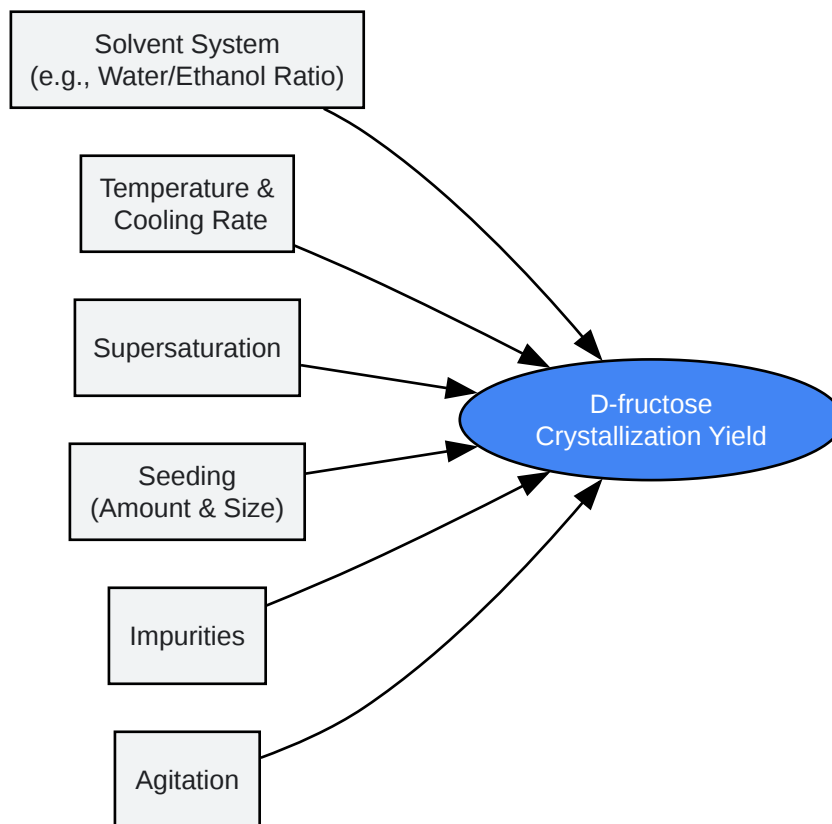 Solvent System
(e.g., Water/Ethanol Ratio)
Temperature &
Cooling Rate
Supersaturation
D-fructose
Crystallization Yield
Seeding
(Amount & Size)
Impurities
Agitation